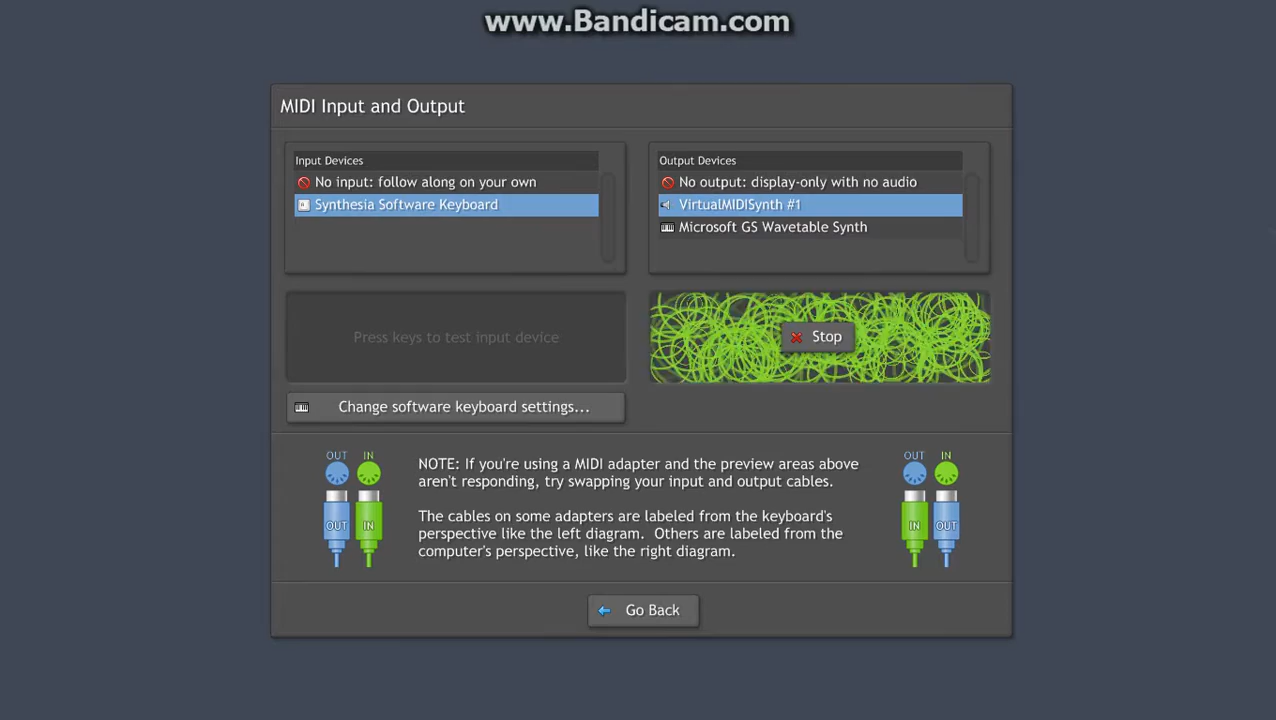 www.Bandicam.com
MIDI Input and Output
Input Devices
No input: follow along on your own
Synthesia Software Keyboard
Output Devices
No output: display-only with no audio
VirtualMIDISynth #1
Microsoft GS Wavetable Synth
Press keys to test input device
Stop
Change software keyboard settings...
OUT IN
OUT IN
NOTE: If you're using a MIDI adapter and the preview areas above
aren't responding, try swapping your input and output cables.
The cables on some adapters are labeled from the keyboard's
perspective like the left diagram. Others are labeled from the
computer's perspective, like the right diagram.
OUT IN
IN OUT
Go Back